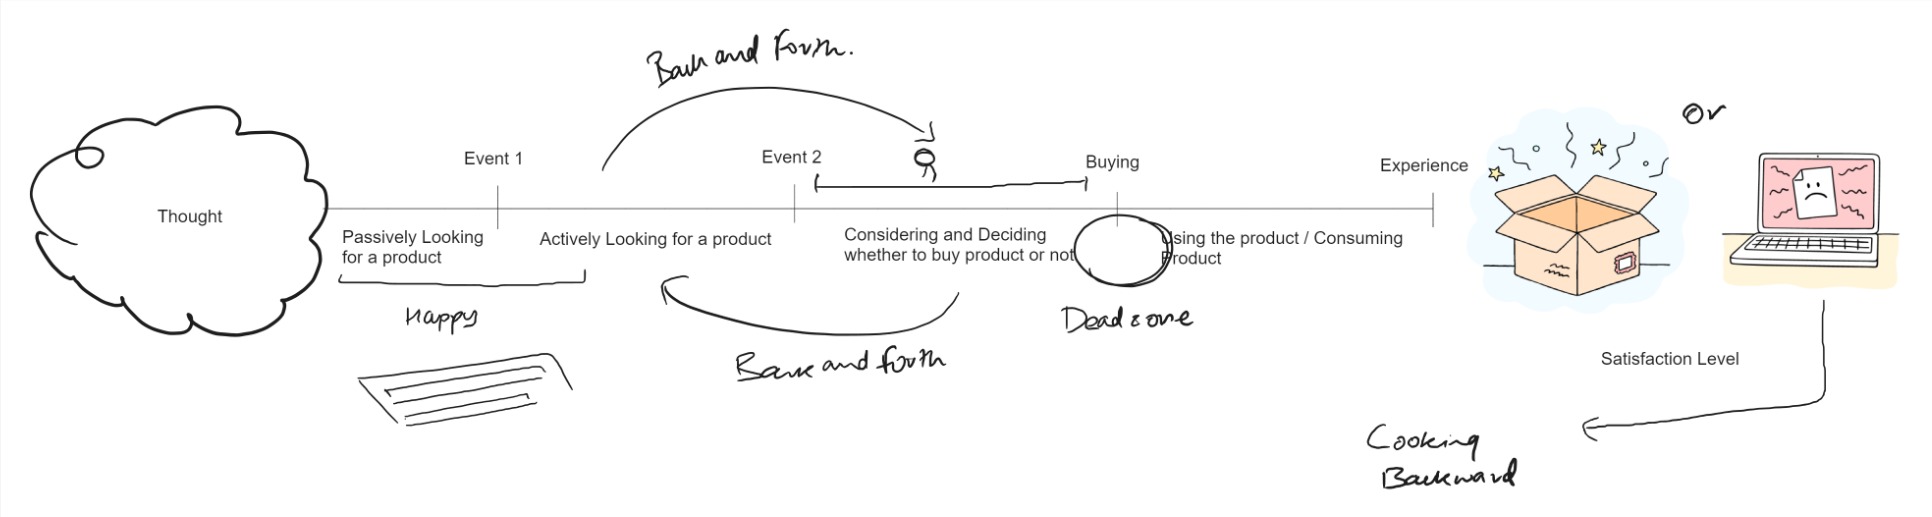 Back and Forth.
Or
Event 1
Event 2
Buying
Experience
Thought
Passively Looking
for a product
Actively Looking for a product
Considering and Deciding
whether to buy product or not
Using the product / Consuming
Product
Happy
Dead zone
Back and forth
Satisfaction Level
Cooking
Backward